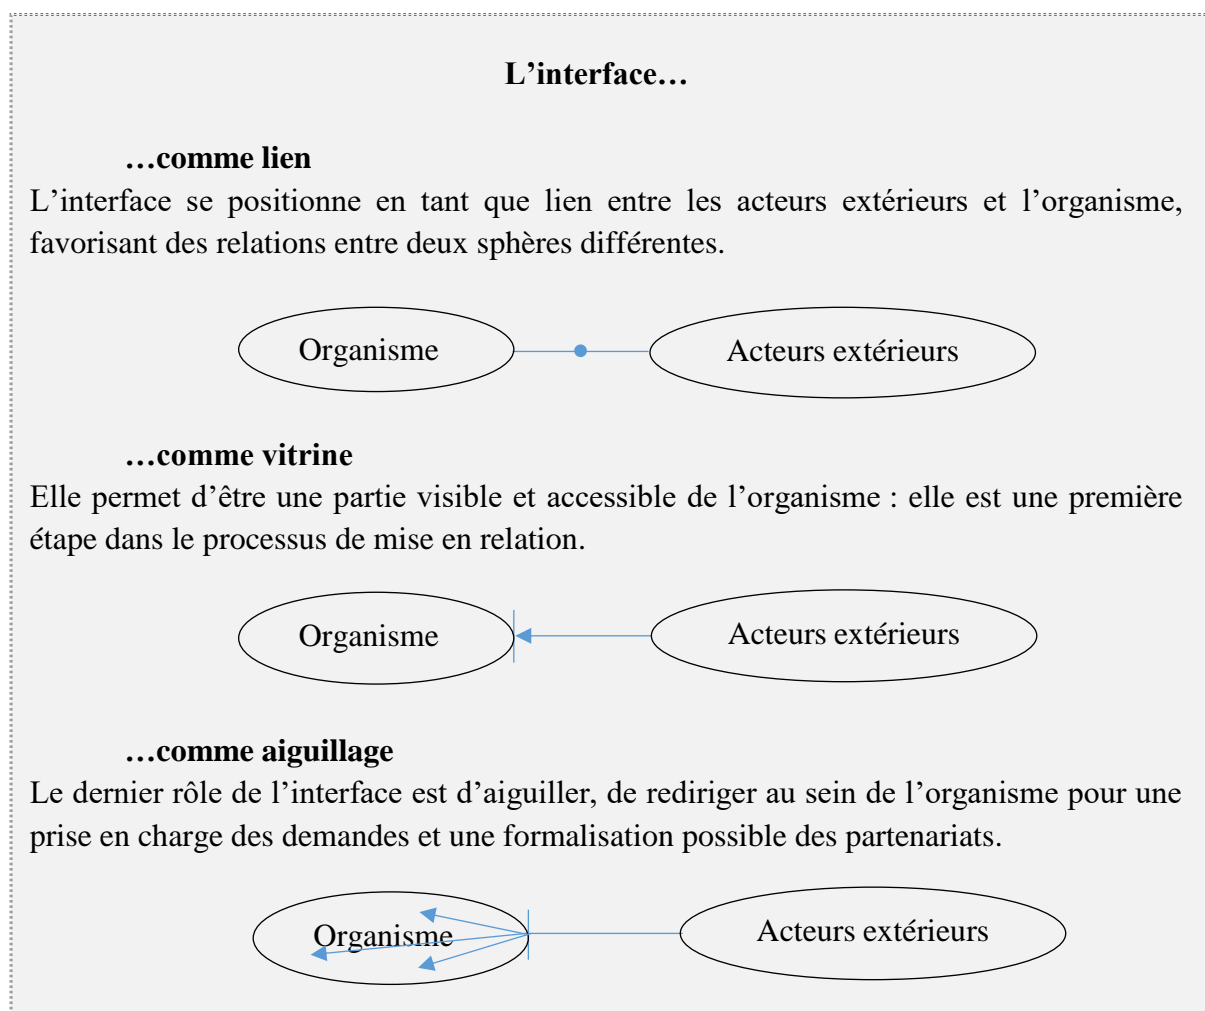 L’interface…
…comme lien
L’interface se positionne en tant que lien entre les acteurs extérieurs et l’organisme,
favorisant des relations entre deux sphères différentes.
Organisme
Acteurs extérieurs
…comme vitrine
Elle permet d’être une partie visible et accessible de l’organisme : elle est une première
étape dans le processus de mise en relation.
Organisme
Acteurs extérieurs
…comme aiguillage
Le dernier rôle de l’interface est d’aiguiller, de rediriger au sein de l’organisme pour une
prise en charge des demandes et une formalisation possible des partenariats.
Organisme
Acteurs extérieurs